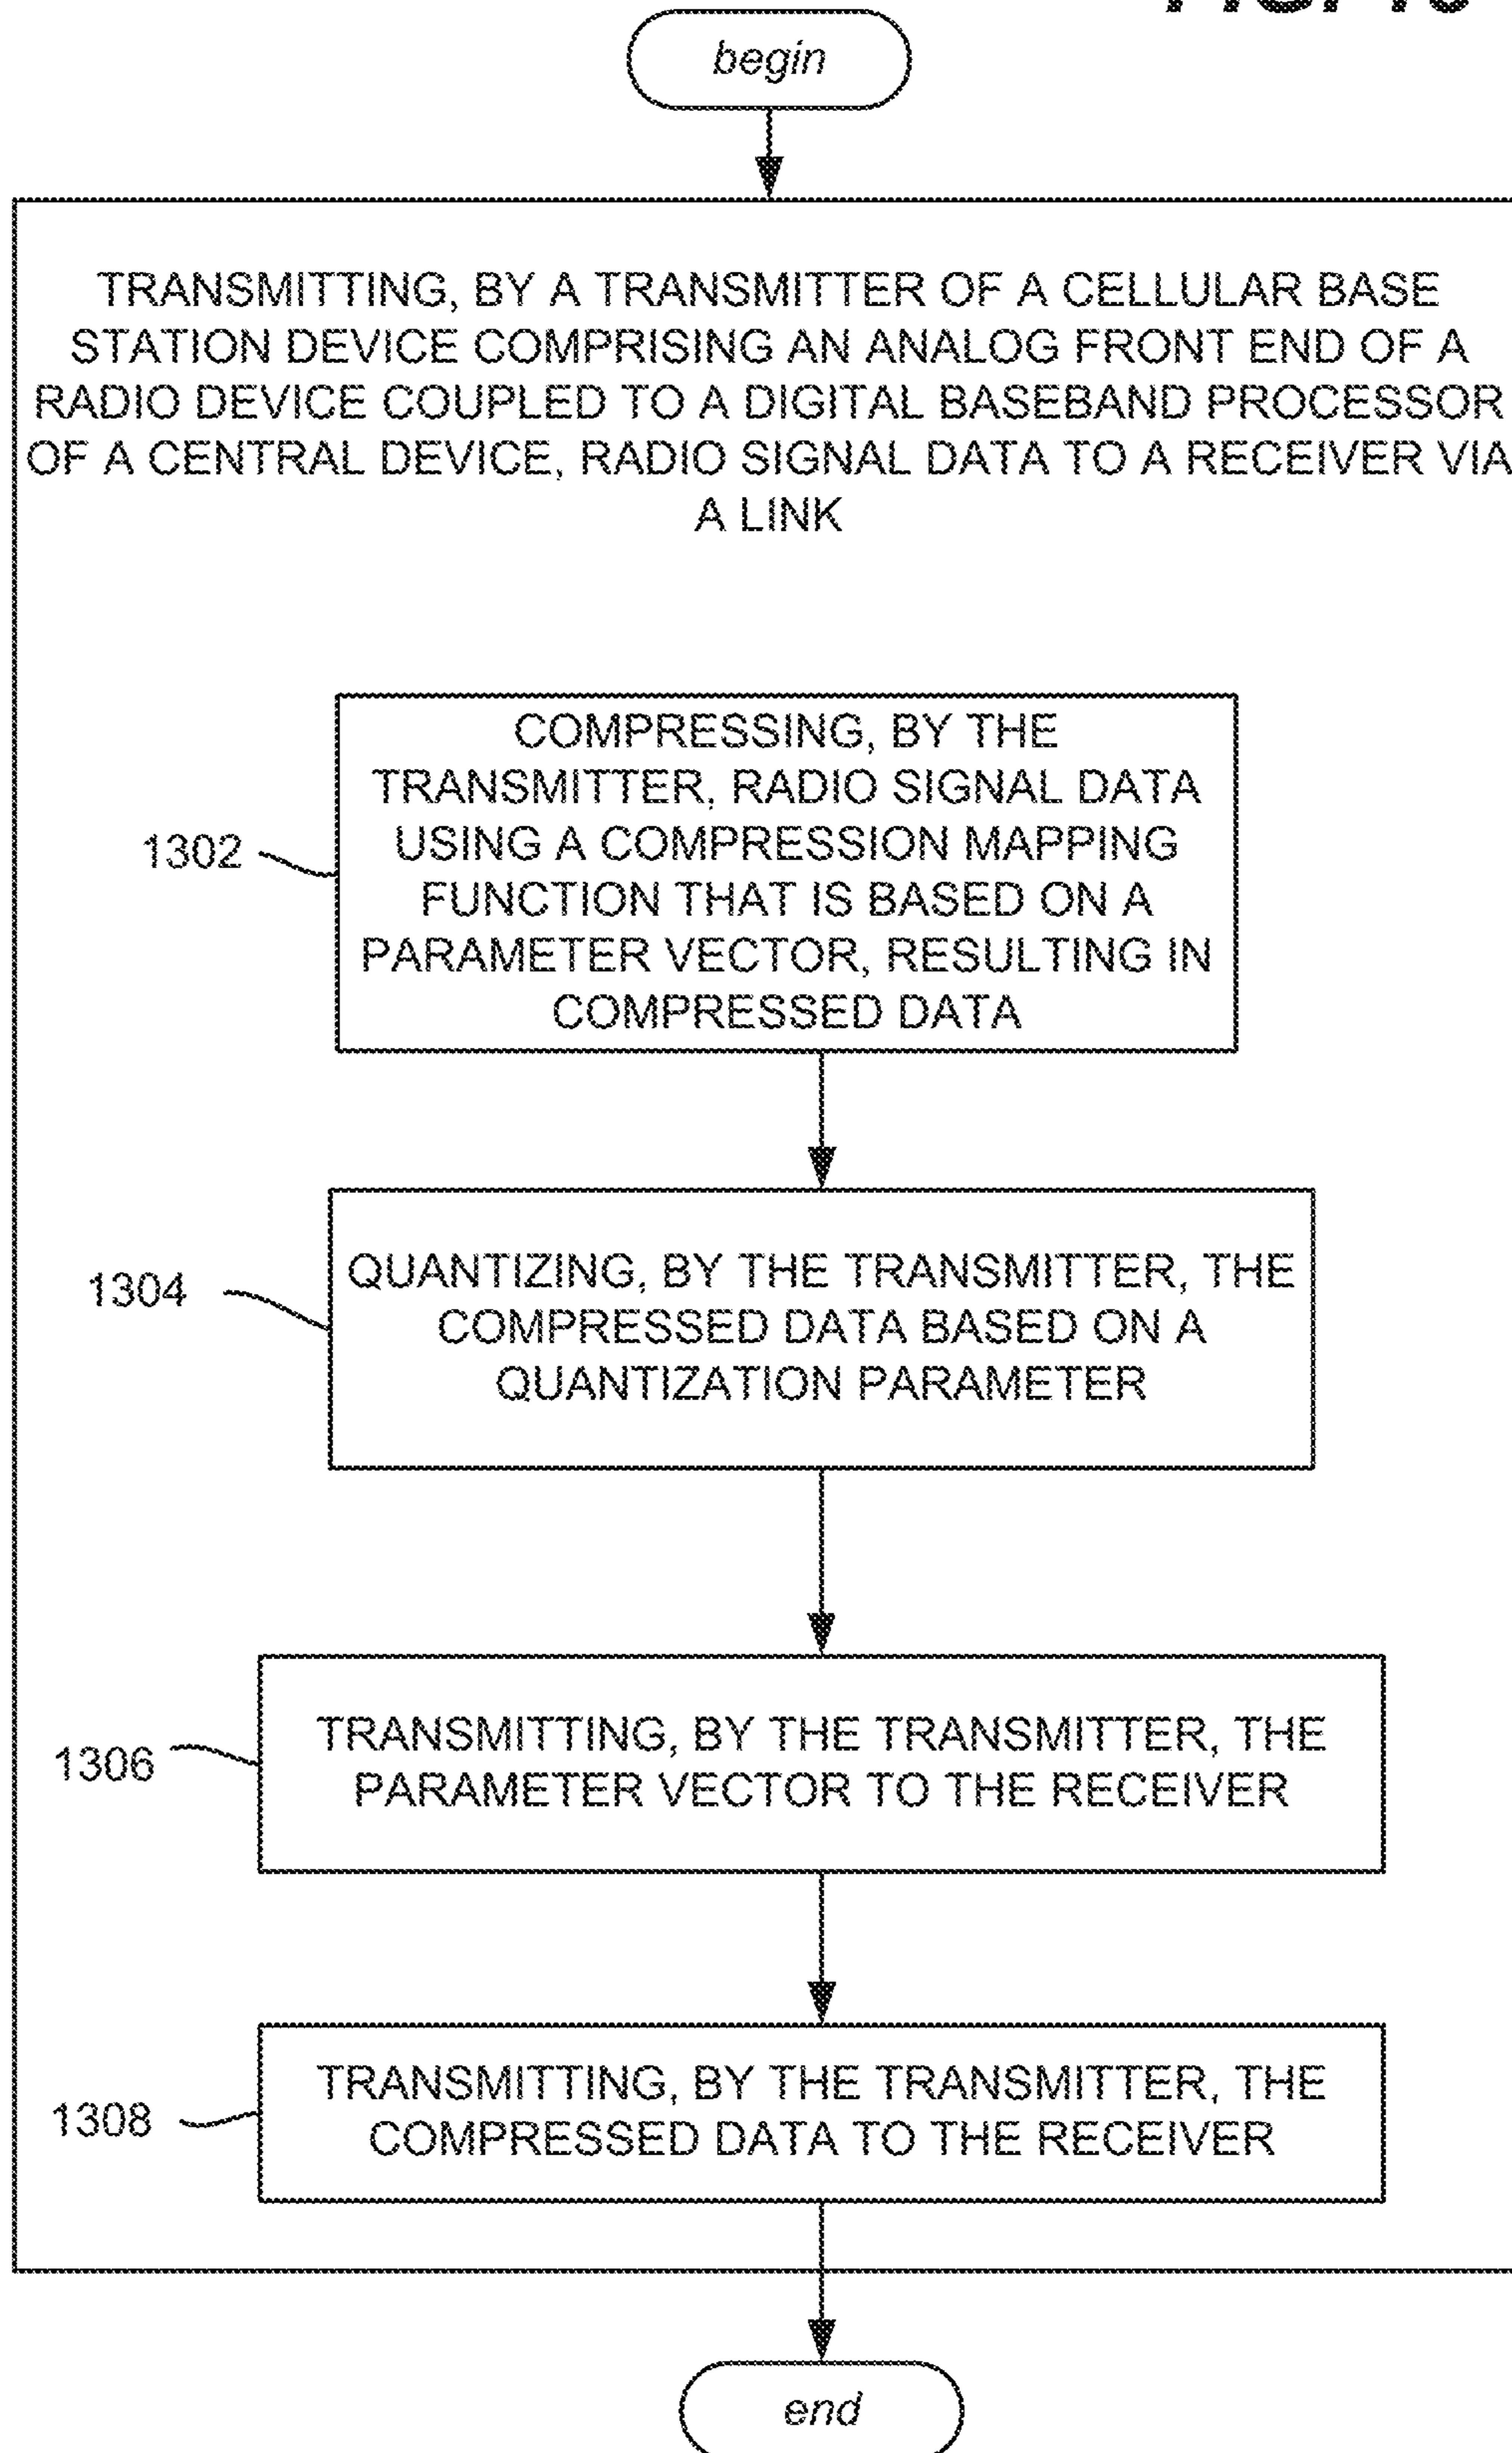 begin
TRANSMITTING, BY A TRANSMITTER OF A CELLULAR BASE
STATION DEVICE COMPRISING AN ANALOG FRONT END OF A
RADIO DEVICE COUPLED TO A DIGITAL BASEBAND PROCESSOR
OF A CENTRAL DEVICE, RADIO SIGNAL DATA TO A RECEIVER VIA
A LINK
1302
COMPRESSING, BY THE
TRANSMITTER, RADIO SIGNAL DATA
USING A COMPRESSION MAPPING
FUNCTION THAT IS BASED ON A
PARAMETER VECTOR, RESULTING IN
COMPRESSED DATA
1304
QUANTIZING, BY THE TRANSMITTER, THE
COMPRESSED DATA BASED ON A
QUANTIZATION PARAMETER
1306
TRANSMITTING, BY THE TRANSMITTER, THE
PARAMETER VECTOR TO THE RECEIVER
1308
TRANSMITTING, BY THE TRANSMITTER, THE
COMPRESSED DATA TO THE RECEIVER
end